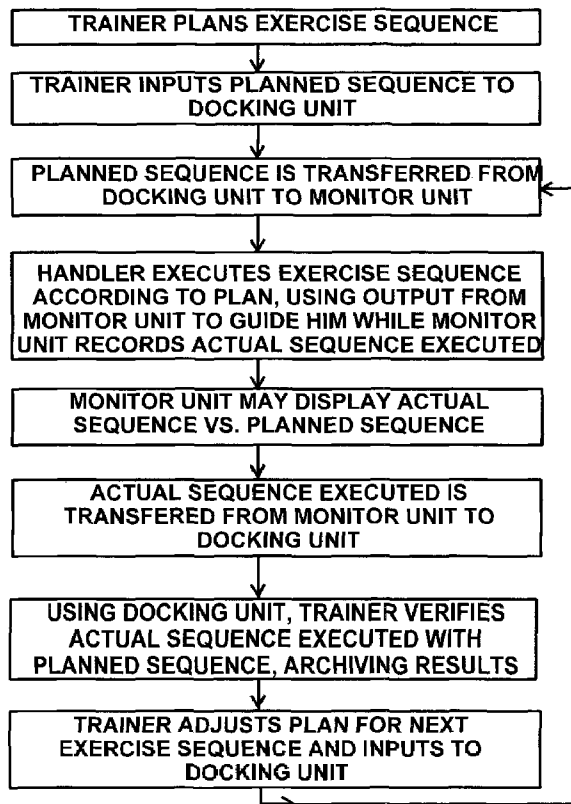 TRAINER PLANS EXERCISE SEQUENCE
TRAINER INPUTS PLANNED SEQUENCE TO
DOCKING UNIT
PLANNED SEQUENCE IS TRANSFERRED FROM
DOCKING UNIT TO MONITOR UNIT
HANDLER EXECUTES EXERCISE SEQUENCE
ACCORDING TO PLAN, USING OUTPUT FROM
MONITOR UNIT TO GUIDE HIM WHILE MONITOR
UNIT RECORDS ACTUAL SEQUENCE EXECUTED
MONITOR UNIT MAY DISPLAY ACTUAL
SEQUENCE VS. PLANNED SEQUENCE
ACTUAL SEQUENCE EXECUTED IS
TRANSFERED FROM MONITOR UNIT TO
DOCKING UNIT
USING DOCKING UNIT, TRAINER VERIFIES
ACTUAL SEQUENCE EXECUTED WITH
PLANNED SEQUENCE, ARCHIVING RESULTS
TRAINER ADJUSTS PLAN FOR NEXT
EXERCISE SEQUENCE AND INPUTS TO
DOCKING UNIT